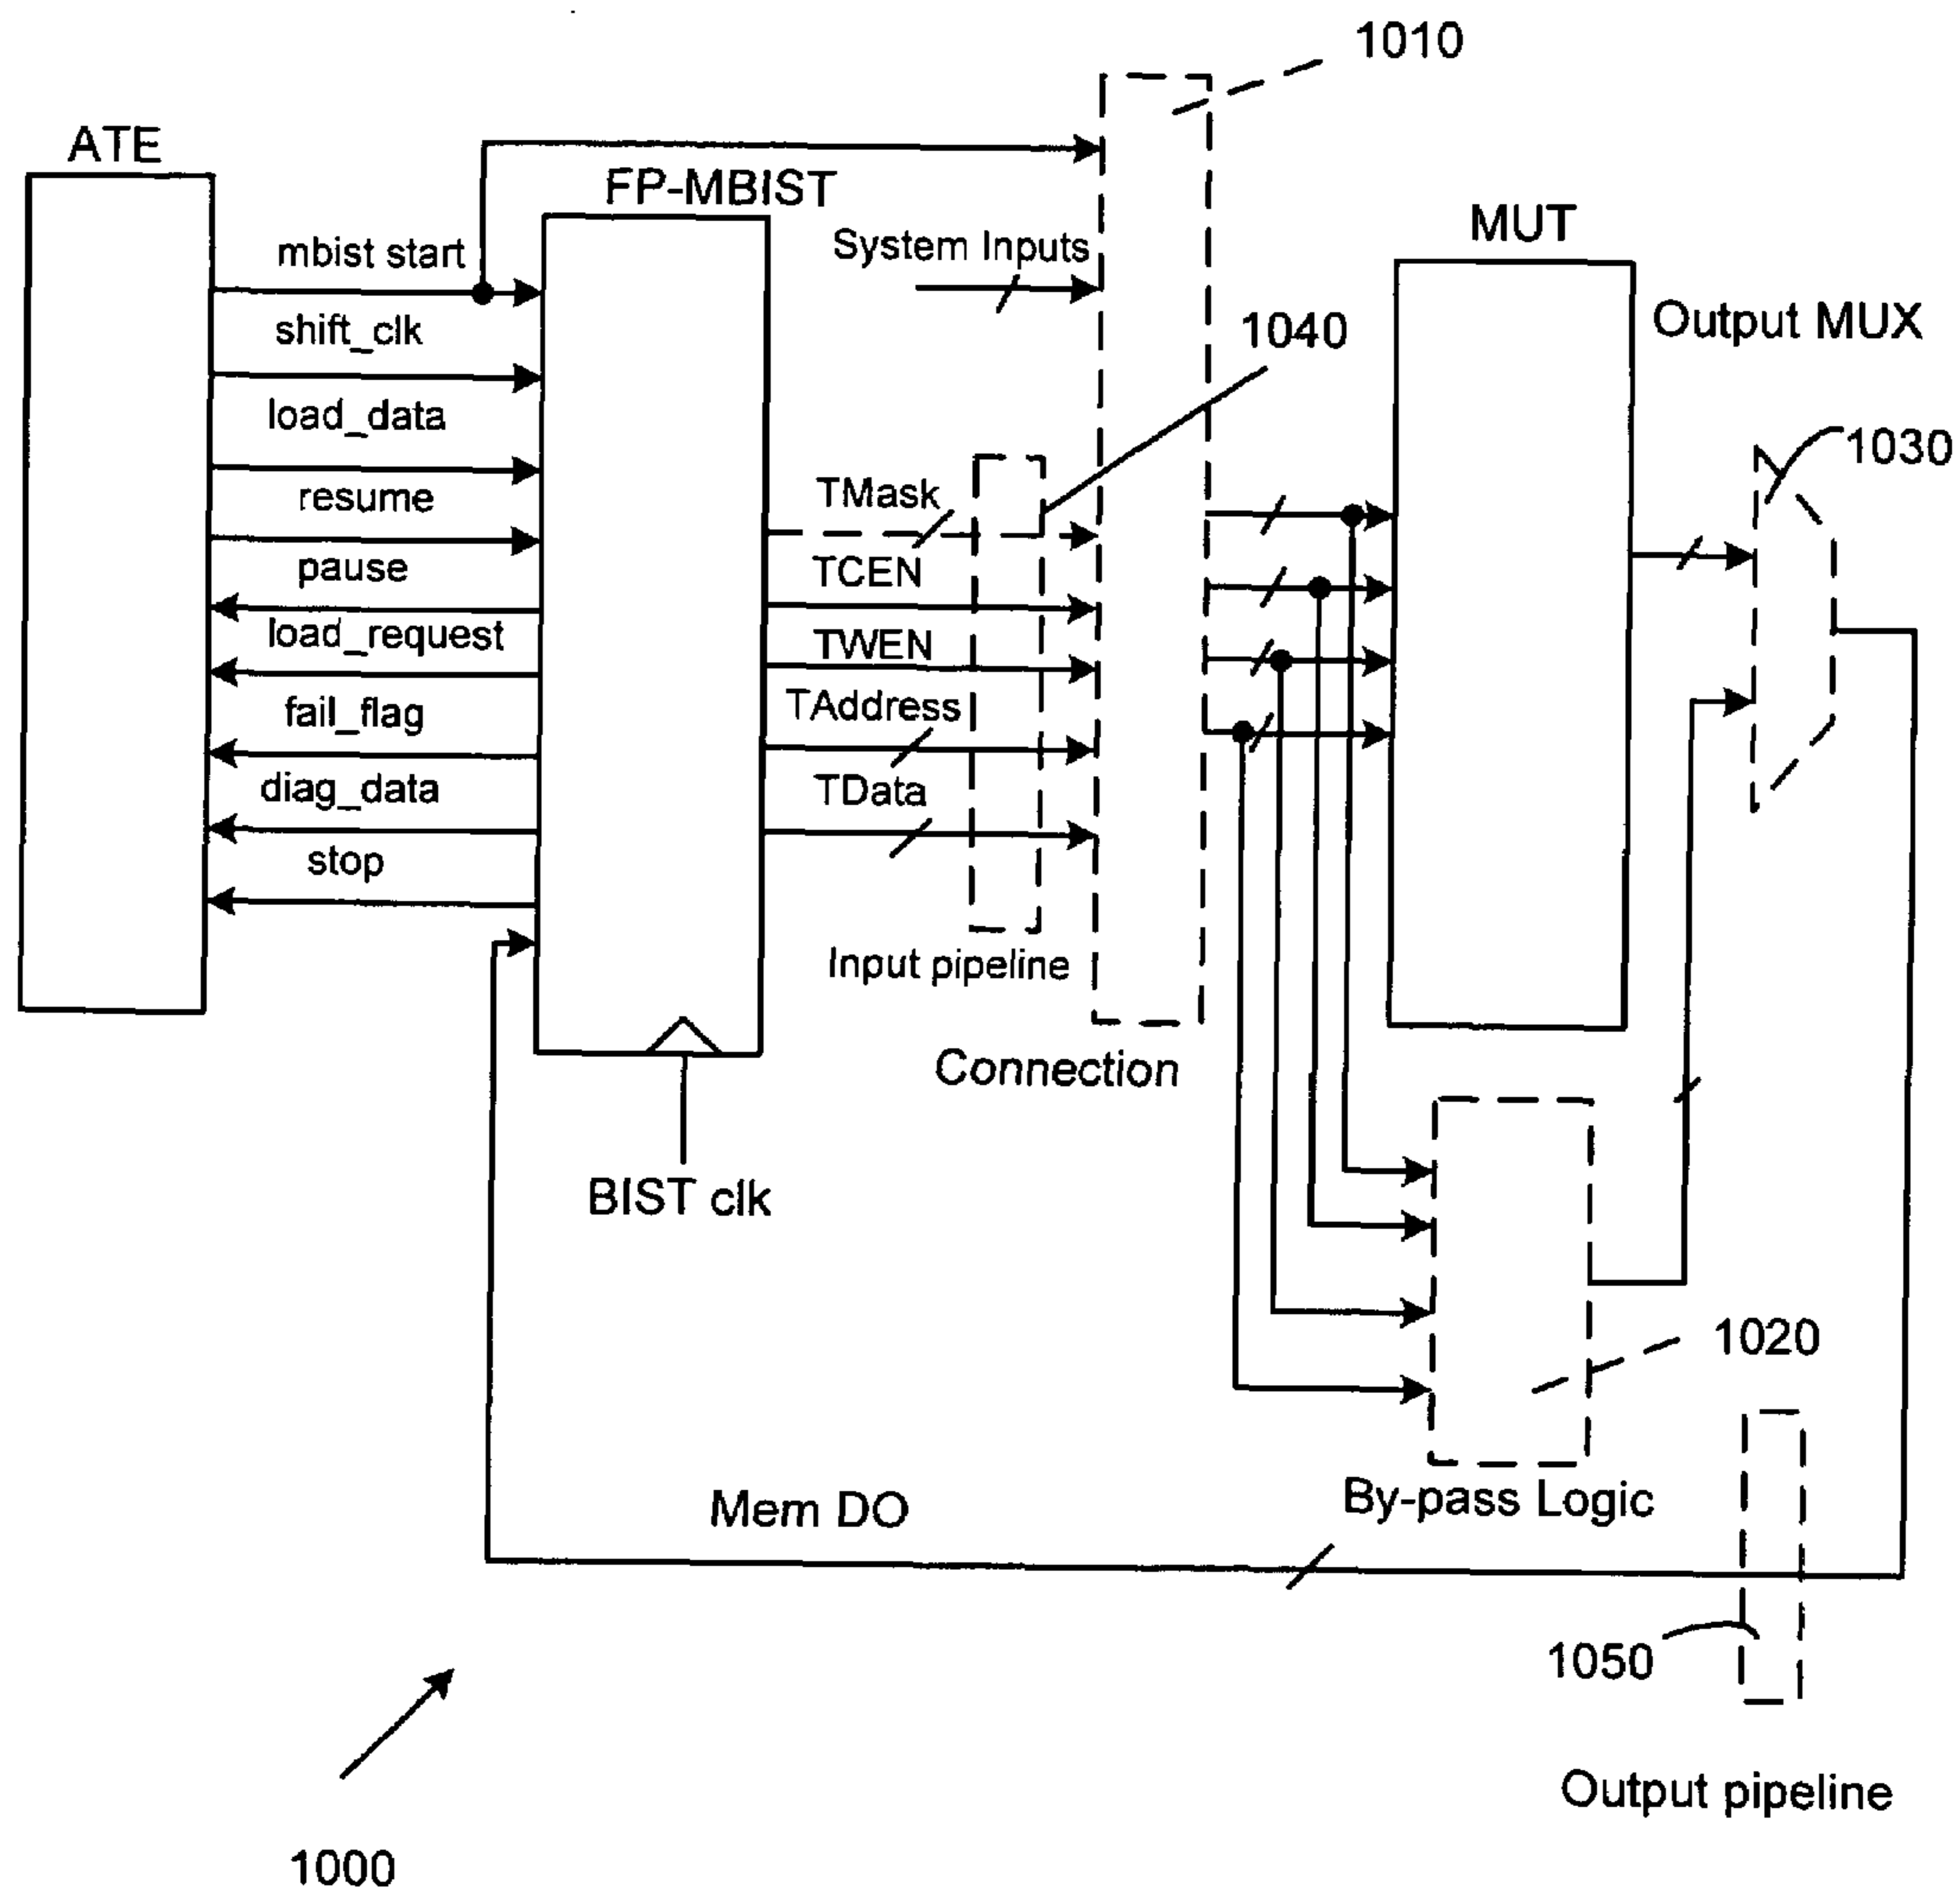 1010
ATE
FP-MBIST
MUT
mbist start
System Inputs
Output MUX
shift_clk
1040
load_data
1030
resume
TMask
pause
TCEN
load_request
TWEN
fail_flag
TAddress
diag_data
TData
stop
Input pipeline
Connection
BIST clk
1020
By-pass Logic
Mem DO
1050
Output pipeline
1000